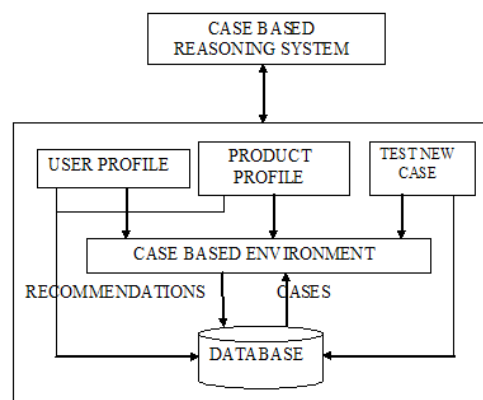 CASE BASED
REASONING SYSTEM
USER PROFILE
PRODUCT
PROFILE
TEST NEW
CASE
CASE BASED ENVIRONMENT
RECOMMENDATIONS
CASES
DATABASE